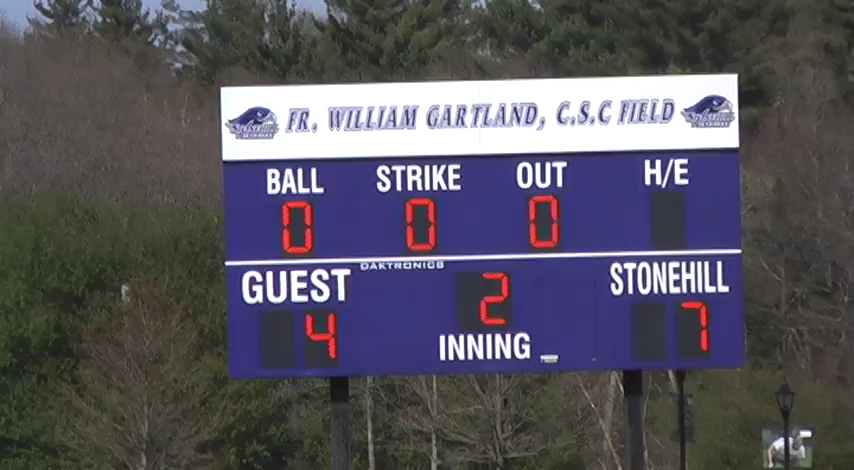 FR. WILLIAM GARTLAND, C.S.C FIELD
BALL STRIKE OUT H/E
0 0 0
DAKTRONICS
GUEST 2 STONEHILL
4 7
INNING